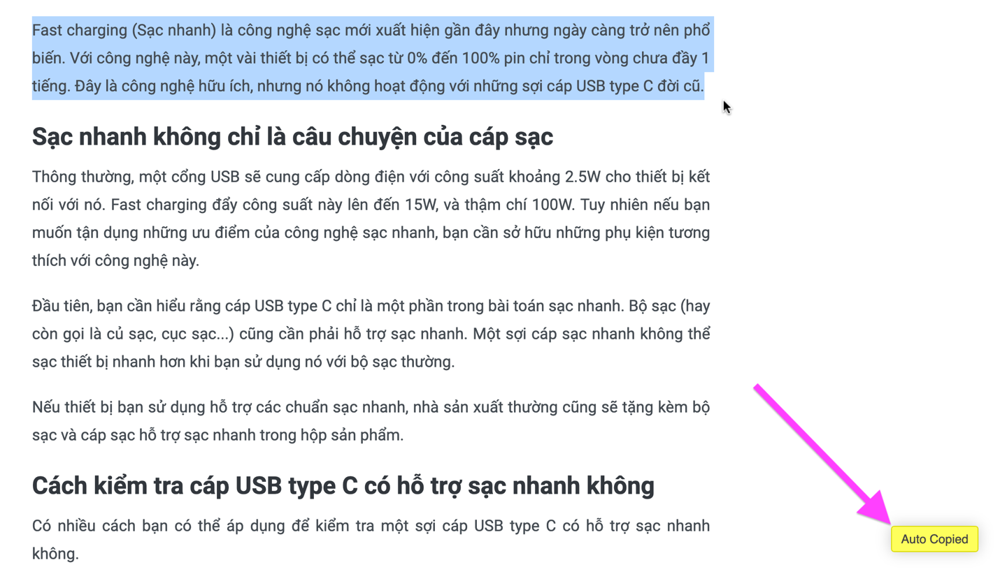 Fast charging (Sạc nhanh) là công nghệ sạc mới xuất hiện gần đây nhưng ngày càng trở nên phổ
biến. Với công nghệ này, một vài thiết bị có thể sạc từ 0% đến 100% pin chỉ trong vòng chưa đầy 1
tiếng. Đây là công nghệ hữu ích, nhưng nó không hoạt động với những sợi cáp USB type C đời cũ.
Sạc nhanh không chỉ là câu chuyện của cáp sạc
Thông thường, một cổng USB sẽ cung cấp dòng điện với công suất khoảng 2.5W cho thiết bị kết
nối với nó. Fast charging đẩy công suất này lên đến 15W, và thậm chí 100W. Tuy nhiên nếu bạn
muốn tận dụng những ưu điểm của công nghệ sạc nhanh, bạn cần sở hữu những phụ kiện tương
thích với công nghệ này.
Đầu tiên, bạn cần hiểu rằng cáp USB type C chỉ là một phần trong bài toán sạc nhanh. Bộ sạc (hay
còn gọi là củ sạc, cục sạc...) cũng cần phải hỗ trợ sạc nhanh. Một sợi cáp sạc nhanh không thể
sạc thiết bị nhanh hơn khi bạn sử dụng nó với bộ sạc thường.
Nếu thiết bị bạn sử dụng hỗ trợ các chuẩn sạc nhanh, nhà sản xuất thường cũng sẽ tặng kèm bộ
sạc và cáp sạc hỗ trợ sạc nhanh trong hộp sản phẩm.
Cách kiểm tra cáp USB type C có hỗ trợ sạc nhanh không
Có nhiều cách bạn có thể áp dụng để kiểm tra một sợi cáp USB type C có hỗ trợ sạc nhanh
không.
Auto Copied